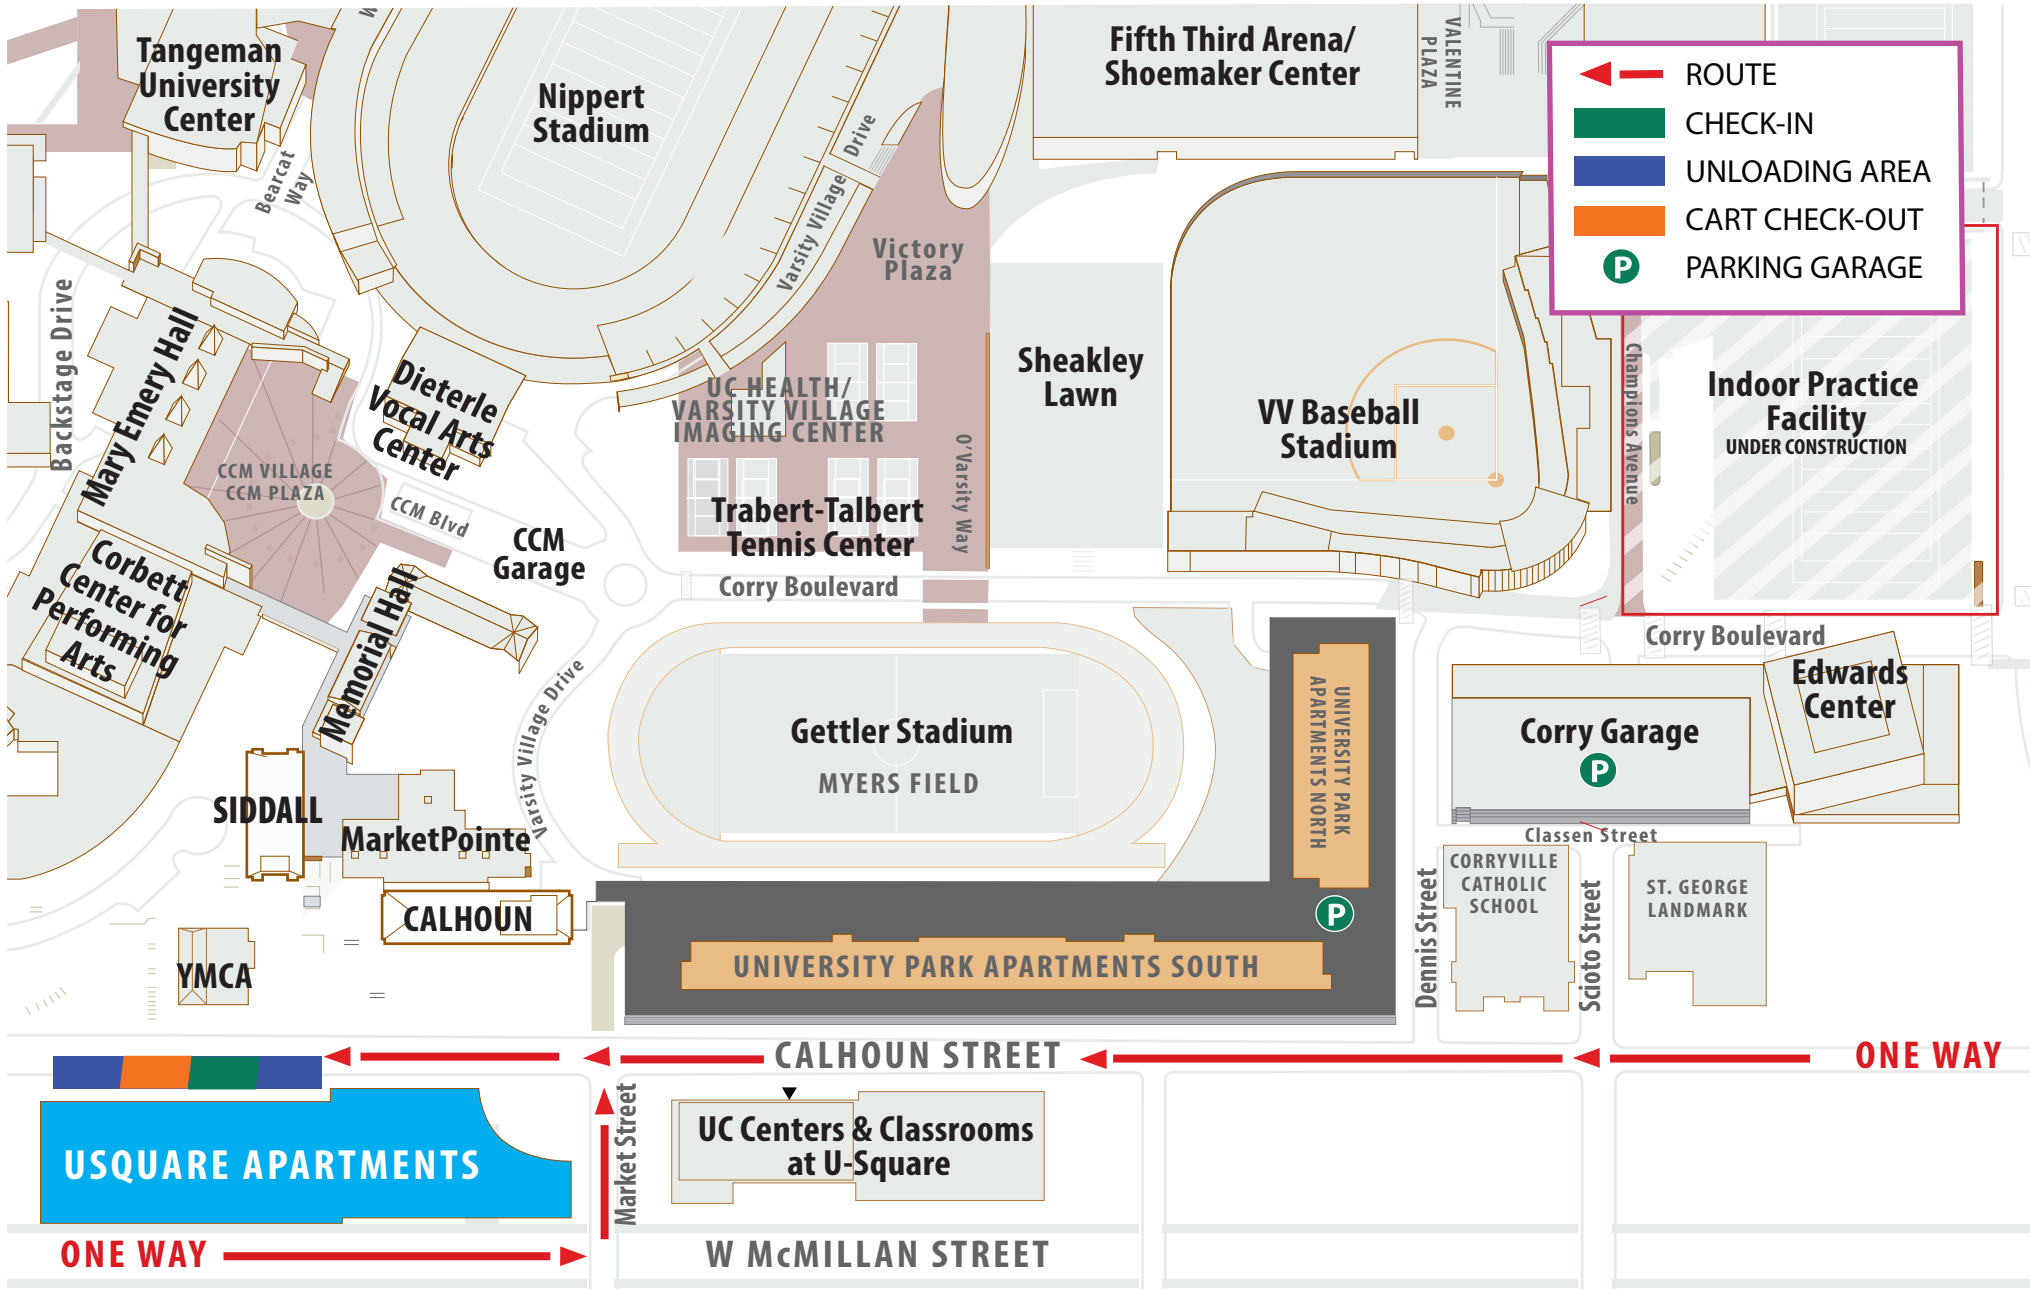 Tangeman
University
Center
Nippert
Stadium
Fifth Third Arena/
Shoemaker Center
VALENTINE
PLAZA
ROUTE
CHECK-IN
UNLOADING AREA
CART CHECK-OUT
P PARKING GARAGE
Bearcat
Way
Varsity Village Drive
Victory
Plaza
Backstage Drive
Mary Emery Hall
Dieterle
Vocal Arts
Center
UC HEALTH/
VARSITY VILLAGE
IMAGING CENTER
Sheakley
Lawn
VV Baseball
Stadium
Champions Avenue
Indoor Practice
Facility
UNDER CONSTRUCTION
CCM VILLAGE
CCM PLAZA
CCM Blvd
CCM
Garage
Trabert-Talbert
Tennis Center
O'Varsity Way
Corbett
Center for
Performing
Arts
Memorial Hall
Corry Boulevard
Corry Boulevard
Edwards
Center
Varsity Village Drive
Gettler Stadium
MYERS FIELD
UNIVERSITY PARK
APARTMENTS NORTH
Corry Garage
P
SIDDALL
MarketPointe
Classen Street
CORRYVILLE
CATHOLIC
SCHOOL
ST. GEORGE
LANDMARK
CALHOUN
P
Dennis Street
Scioto Street
YMCA
UNIVERSITY PARK APARTMENTS SOUTH
CALHOUN STREET
ONE WAY
Market Street
UC Centers & Classrooms
at U-Square
USQUARE APARTMENTS
ONE WAY
W McMILLAN STREET